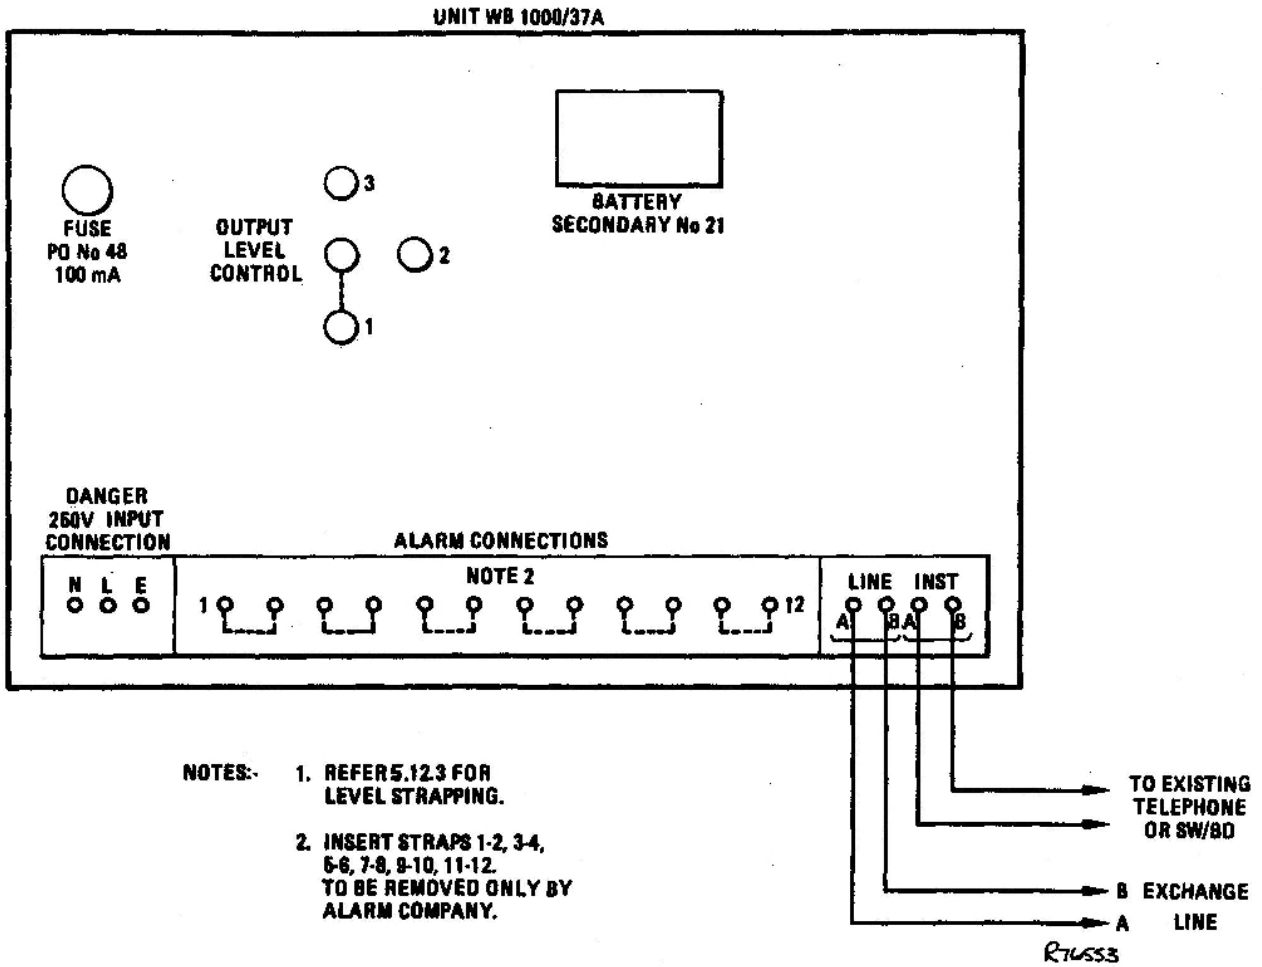 UNIT WB 1000/37A
3
FUSE
PO No 48
100 mA
OUTPUT
LEVEL
CONTROL
2
1
BATTERY
SECONDARY No 21
DANGER
250V INPUT
CONNECTION
ALARM CONNECTIONS
N L E
NOTE 2
1 12
LINE INST
A B A B
NOTES:-
1. REFER 5.12.3 FOR
LEVEL STRAPPING.
2. INSERT STRAPS 1-2, 3-4,
5-6, 7-8, 9-10, 11-12.
TO BE REMOVED ONLY BY
ALARM COMPANY.
TO EXISTING
TELEPHONE
OR SW/BD
B EXCHANGE
A LINE